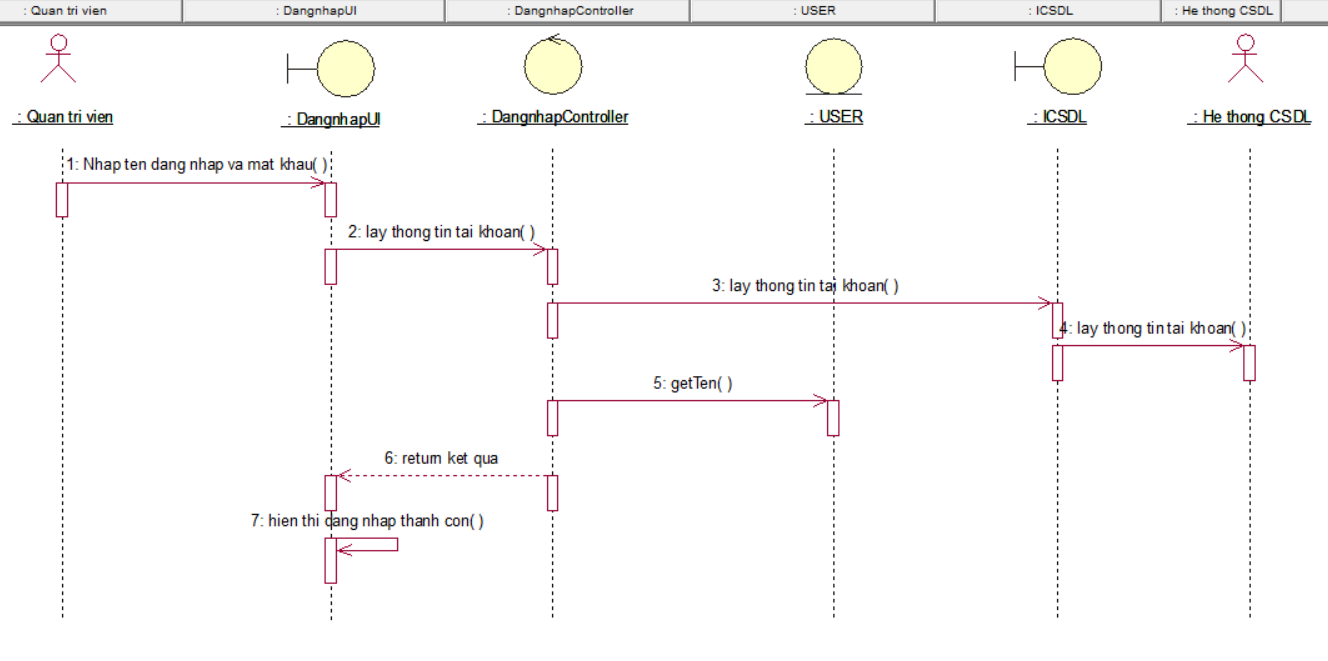 : Quan tri vien
: DangnhapUI
: DangnhapController
: USER
: ICSDL
: He thong CSDL
: Quan tri vien
: DangnhapUI
: DangnhapController
: USER
: ICSDL
: He thong CSDL
1: Nhap ten dang nhap va mat khau( )
2: lay thong tin tai khoan( )
3: lay thong tin tai khoan( )
4: lay thong tin tai khoan( )
5: getTen( )
6: return ket qua
7: hien thi dang nhap thanh con( )